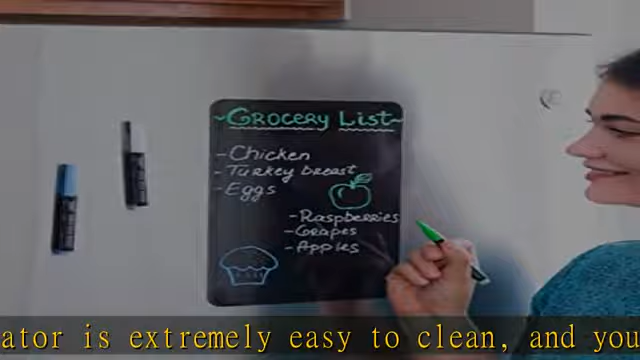 ~Grocery List~
- Chicken
- Turkey breast
- Eggs
- Raspberries
- Grapes
- Apples
ator is extremely easy to clean, and you